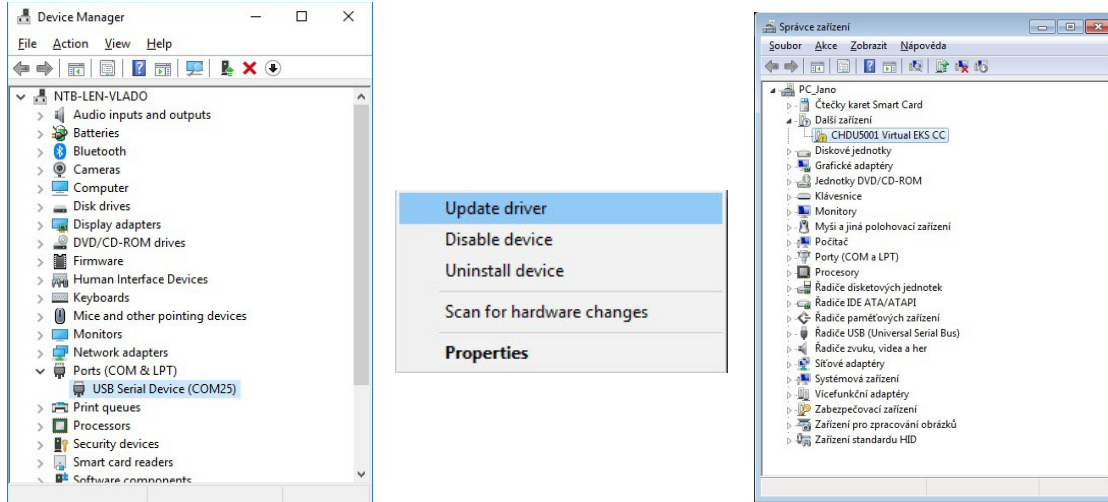 Device Manager
File Action View Help
NTB-LEN-VLADO
Audio inputs and outputs
Batteries
Bluetooth
Cameras
Computer
Disk drives
Display adapters
DVD/CD-ROM drives
Firmware
Human Interface Devices
Keyboards
Mice and other pointing devices
Monitors
Network adapters
Ports (COM & LPT)
USB Serial Device (COM25)
Print queues
Processors
Security devices
Smart card readers
Software components
Update driver
Disable device
Uninstall device
Scan for hardware changes
Properties
Správce zařízení
Soubor Akce Zobrazit Nápověda
PC_Jano
Čtečky karet Smart Card
Další zařízení
CHDU5001 Virtual EKS CC
Diskové jednotky
Grafické adaptéry
Jednotky DVD/CD-ROM
Klávesnice
Monitory
Myši a jiná polohovací zařízení
Počítač
Porty (COM a LPT)
Procesory
Řadiče disketových jednotek
Řadiče IDE ATA/ATAPI
Řadiče paměťových zařízení
Řadiče USB (Universal Serial Bus)
Řadiče zvuku, videa a her
Síťové adaptéry
Systémová zařízení
Vícefunkční adaptéry
Zabezpečovací zařízení
Zařízení pro zpracování obrázků
Zařízení standardu HID